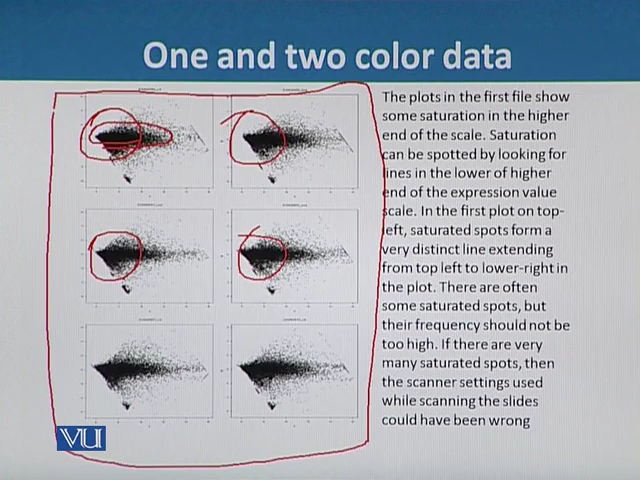 One and two color data
The plots in the first file show
some saturation in the higher
end of the scale. Saturation
can be spotted by looking for
lines in the lower of higher
end of the expression value
scale. In the first plot on top-
left, saturated spots form a
very distinct line extending
from top left to lower-right in
the plot. There are often
some saturated spots, but
their frequency should not be
too high. If there are very
many saturated spots, then
the scanner settings used
while scanning the slides
could have been wrong
VU